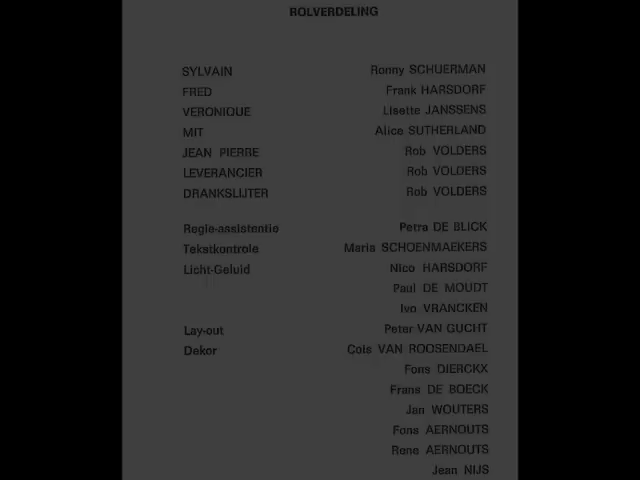 ROLVERDELING
SYLVAIN Ronny SCHUERMAN
FRED Frank HARSDORF
VERONIQUE Lisette JANSSENS
MIT Alice SUTHERLAND
JEAN PIERRE Rob VOLDERS
LEVERANCIER Rob VOLDERS
DRANKSLIJTER Rob VOLDERS
Regie-assistentie Petra DE BLICK
Tekstkontrole Maria SCHOENMAEKERS
Licht-Geluid Nico HARSDORF
Paul DE MOUDT
Ivo VRANCKEN
Lay-out Peter VAN GUCHT
Dekor Cois VAN ROOSENDAEL
Fons DIERCKX
Frans DE BOECK
Jan WOUTERS
Fons AERNOUTS
Rene AERNOUTS
Jean NIJS